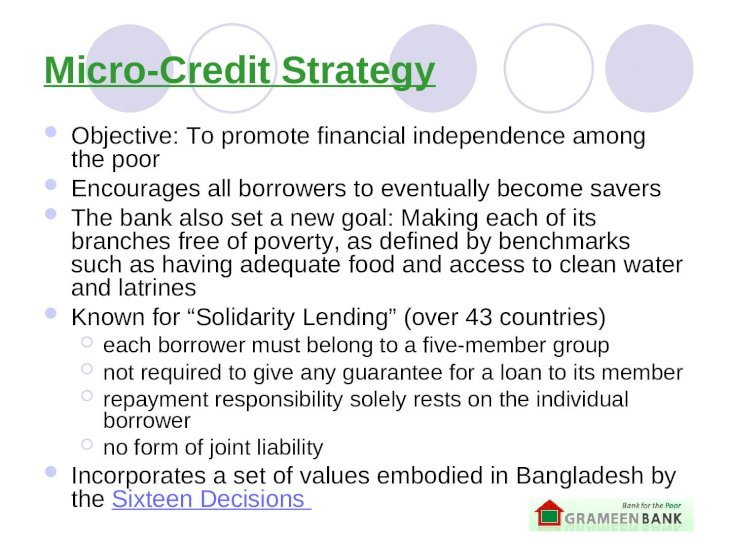 Micro-Credit Strategy
Objective: To promote financial independence among
the poor
Encourages all borrowers to eventually become savers
The bank also set a new goal: Making each of its
branches free of poverty, as defined by benchmarks
such as having adequate food and access to clean water
and latrines
Known for “Solidarity Lending” (over 43 countries)
each borrower must belong to a five-member group
not required to give any guarantee for a loan to its member
repayment responsibility solely rests on the individual
borrower
no form of joint liability
Incorporates a set of values embodied in Bangladesh by
the Sixteen Decisions
Bank for the Poor
GRAMEEN BANK